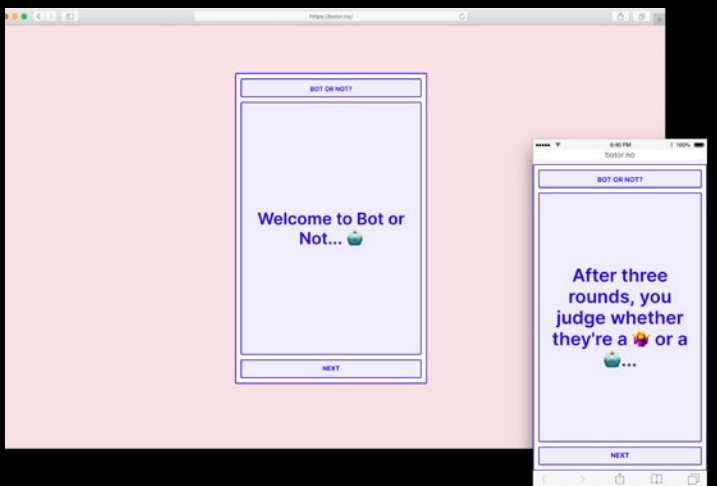 https://botor.no/
BOT OR NOT?
Welcome to Bot or
Not... 🤖
NEXT
9:40 PM
100%
botor.no
BOT OR NOT?
After three
rounds, you
judge whether
they're a 🤷‍♀️ or a
🤖...
NEXT